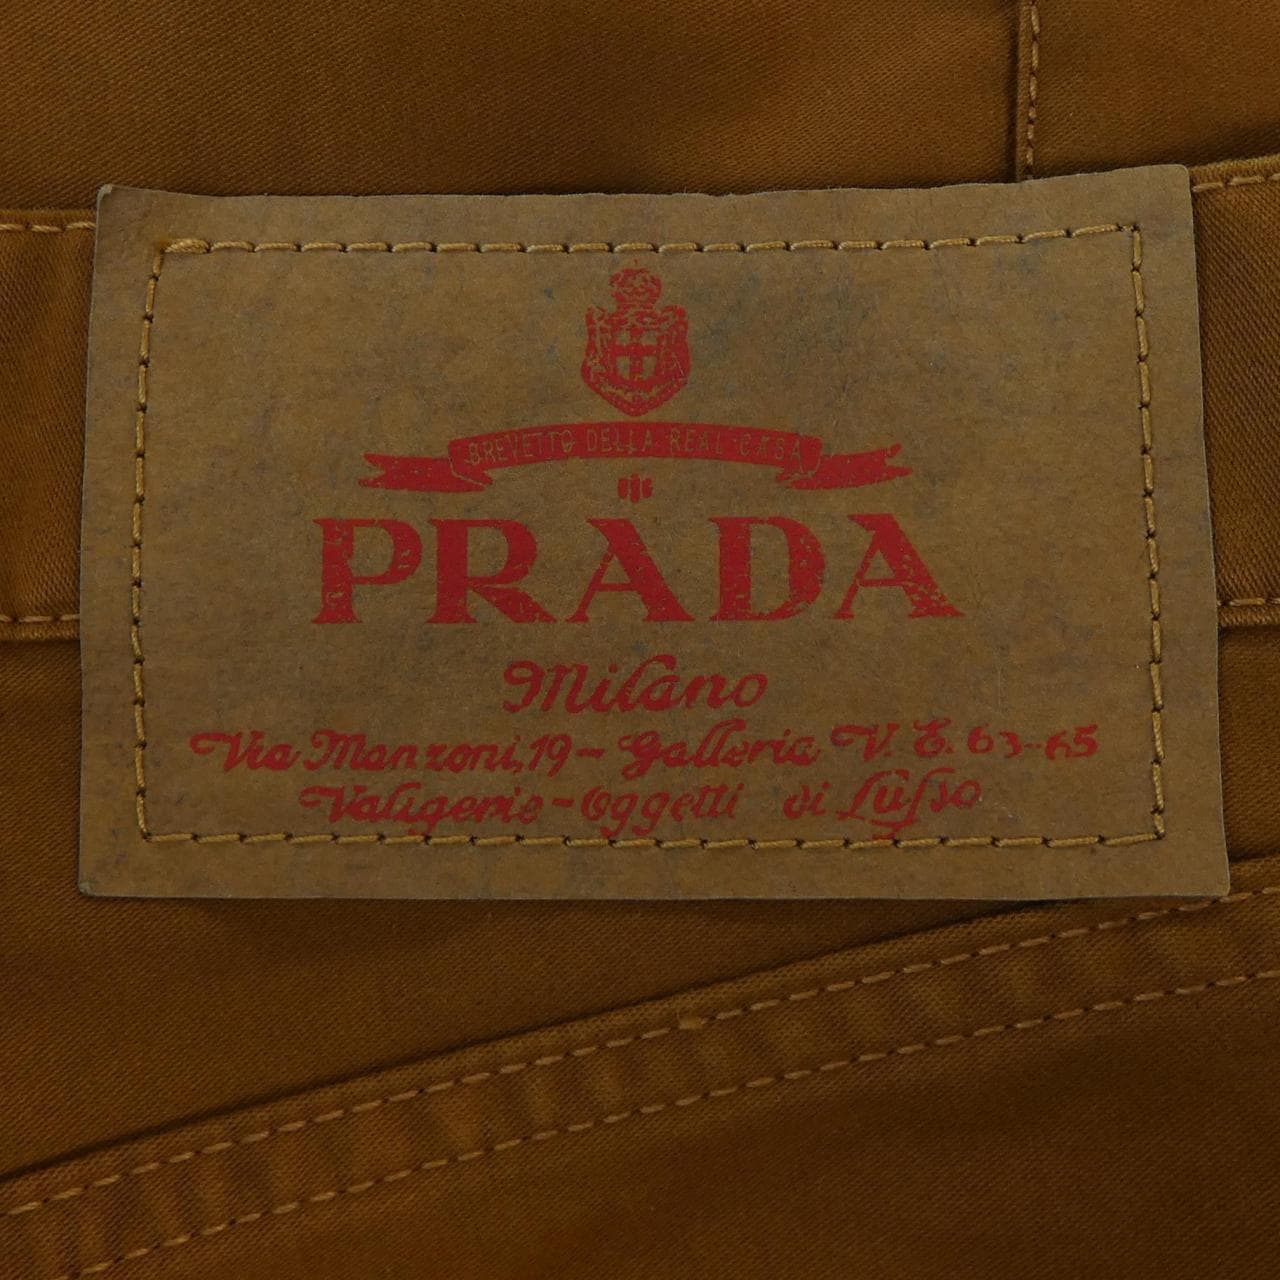 BREVETTO DELLA REAL CASA
PRADA
Milano
Via Manzoni, 19 - Galleria V. E. 63-65
Valigerie - Oggetti di Lusso